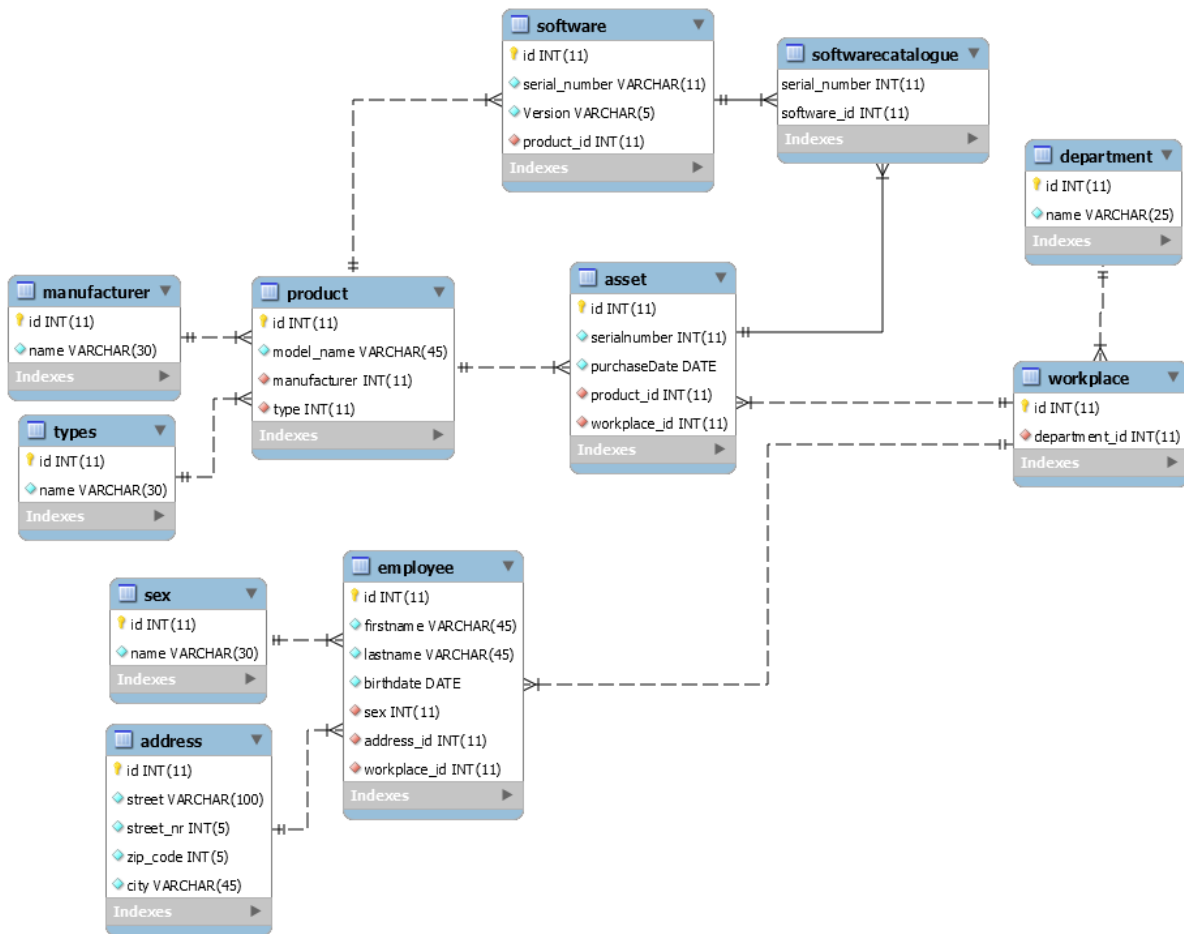 software
id INT(11)
serial_number VARCHAR(11)
Version VARCHAR(5)
product_id INT(11)
Indexes
softwarecatalogue
serial_number INT(11)
software_id INT(11)
Indexes
department
id INT(11)
name VARCHAR(25)
Indexes
manufacturer
id INT(11)
name VARCHAR(30)
Indexes
product
id INT(11)
model_name VARCHAR(45)
manufacturer INT(11)
type INT(11)
Indexes
asset
id INT(11)
serialnumber INT(11)
purchaseDate DATE
product_id INT(11)
workplace_id INT(11)
Indexes
workplace
id INT(11)
department_id INT(11)
Indexes
types
id INT(11)
name VARCHAR(30)
Indexes
sex
id INT(11)
name VARCHAR(30)
Indexes
employee
id INT(11)
firstname VARCHAR(45)
lastname VARCHAR(45)
birthdate DATE
sex INT(11)
address_id INT(11)
workplace_id INT(11)
Indexes
address
id INT(11)
street VARCHAR(100)
street_nr INT(5)
zip_code INT(5)
city VARCHAR(45)
Indexes